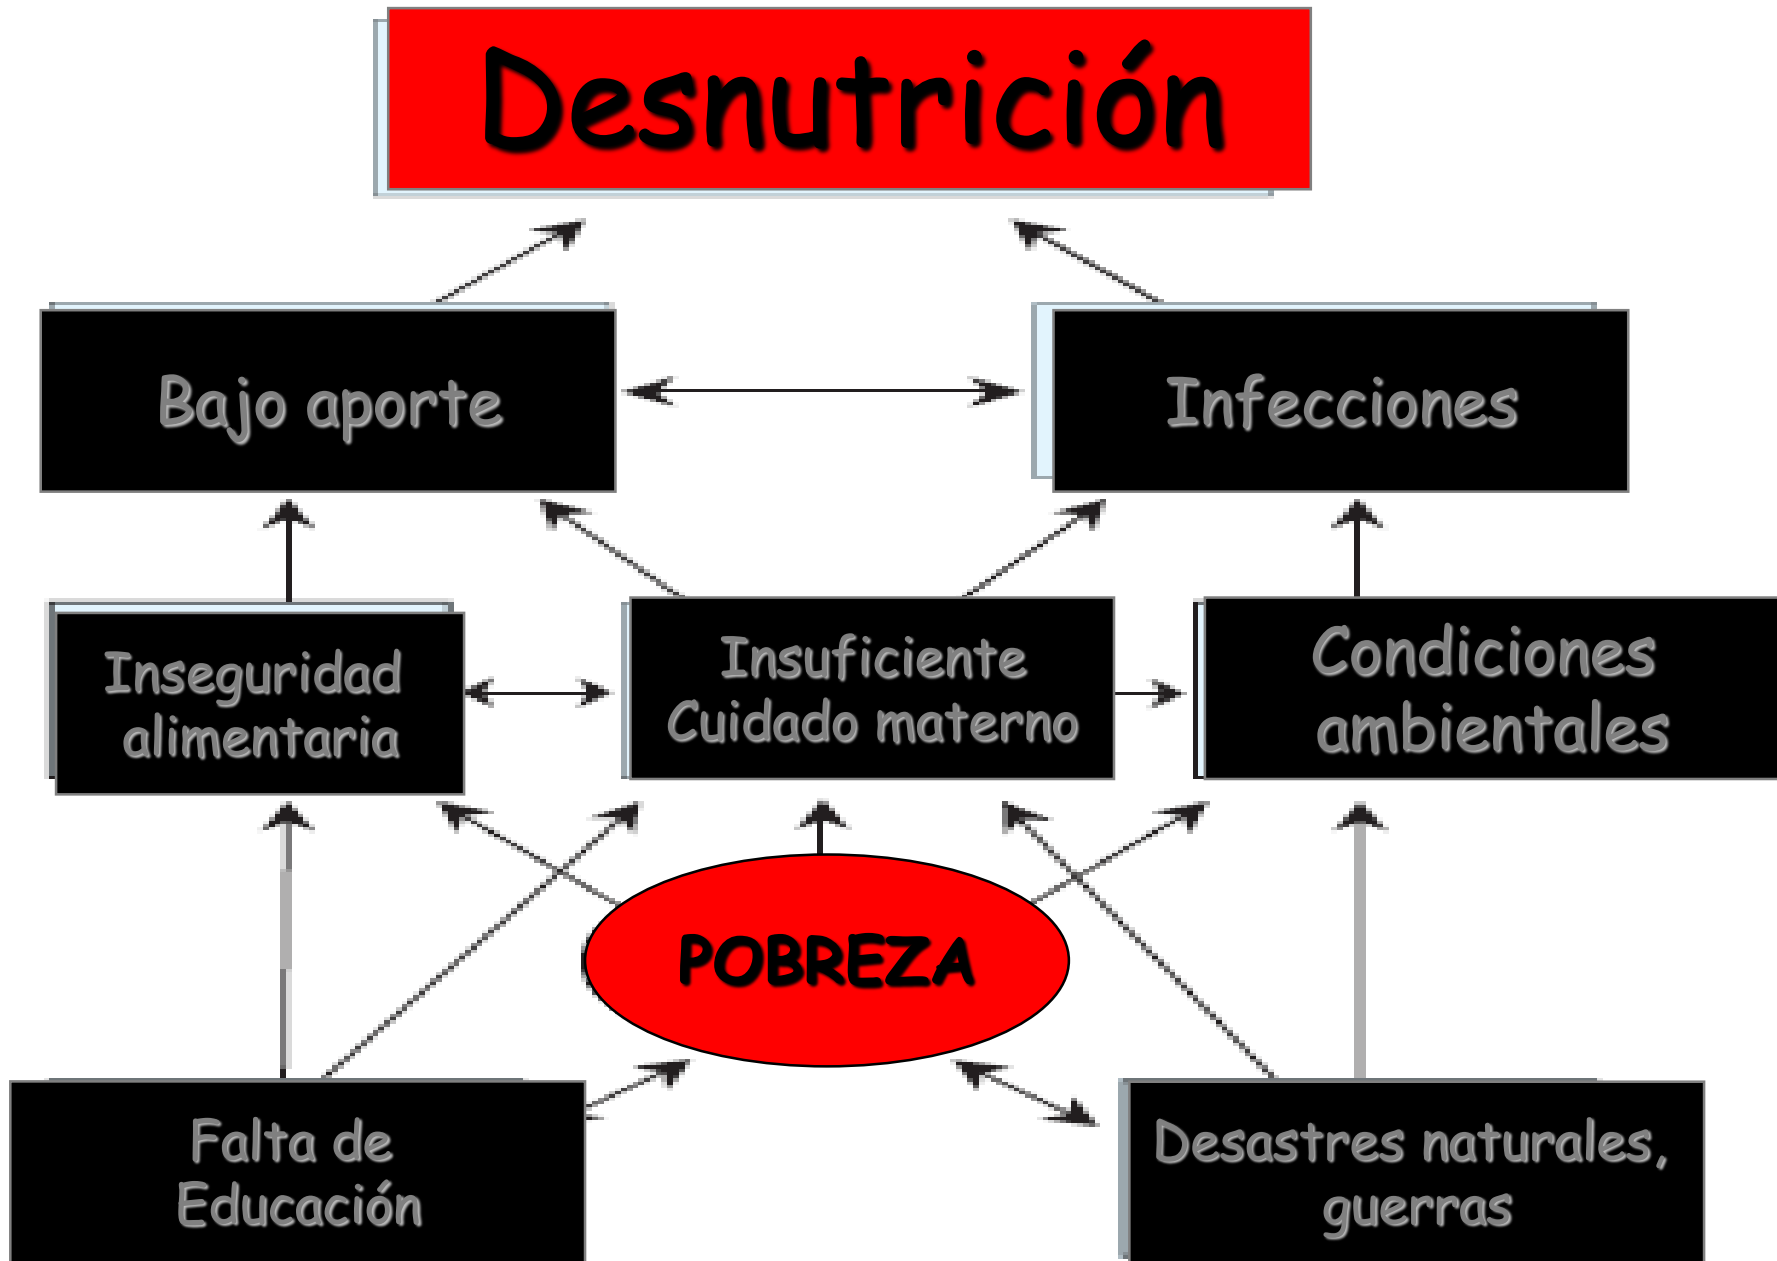 Desnutrición
Bajo aporte
Infecciones
Inseguridad
alimentaria
Insuficiente
Cuidado materno
Condiciones
ambientales
POBREZA
Falta de
Educación
Desastres naturales,
guerras